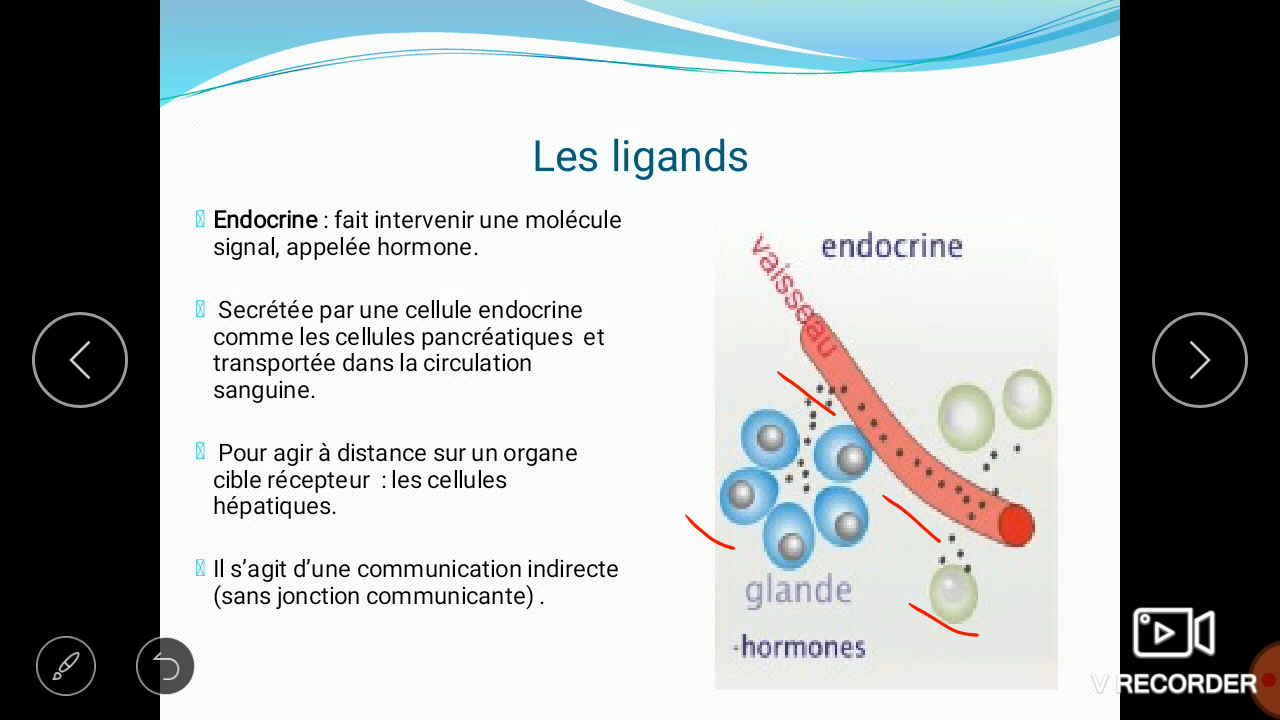 Les ligands
Endocrine : fait intervenir une molécule
signal, appelée hormone.
Secrétée par une cellule endocrine
comme les cellules pancréatiques et
transportée dans la circulation
sanguine.
Pour agir à distance sur un organe
cible récepteur : les cellules
hépatiques.
Il s’agit d’une communication indirecte
(sans jonction communicante) .
endocrine
vaisseau
glande
-hormones
V RECORDER